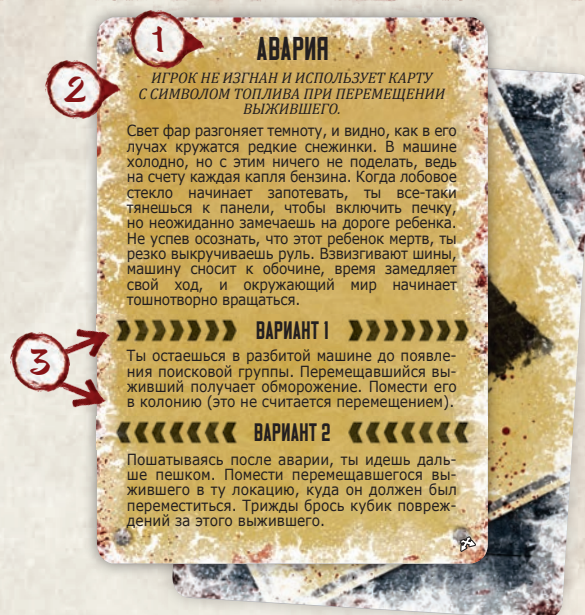 1
АВАРИЯ
2
ИГРОК НЕ ИЗГНАН И ИСПОЛЬЗУЕТ КАРТУ
С СИМВОЛОМ ТОПЛИВА ПРИ ПЕРЕМЕЩЕНИИ
ВЫЖИВШЕГО.
Свет фар разгоняет темноту, и видно, как в его
лучах кружатся редкие снежинки. В машине
холодно, но с этим ничего не поделать, ведь
на счету каждая капля бензина. Когда лобовое
стекло начинает запотевать, ты все-таки
тянешься к панели, чтобы включить печку,
но неожиданно замечаешь на дороге ребенка.
Не успев осознать, что этот ребенок мертв, ты
резко выкручиваешь руль. Взвизгивают шины,
машину сносит к обочине, время замедляет
свой ход, и окружающий мир начинает
тошнотворно вращаться.
3
ВАРИАНТ 1
Ты остаешься в разбитой машине до появле-
ния поисковой группы. Перемещавшийся вы-
живший получает обморожение. Помести его
в колонию (это не считается перемещением).
ВАРИАНТ 2
Пошатываясь после аварии, ты идешь даль-
ше пешком. Помести перемещавшегося вы-
жившего в ту локацию, куда он должен был
переместиться. Трижды брось кубик повреж-
дений за этого выжившего.